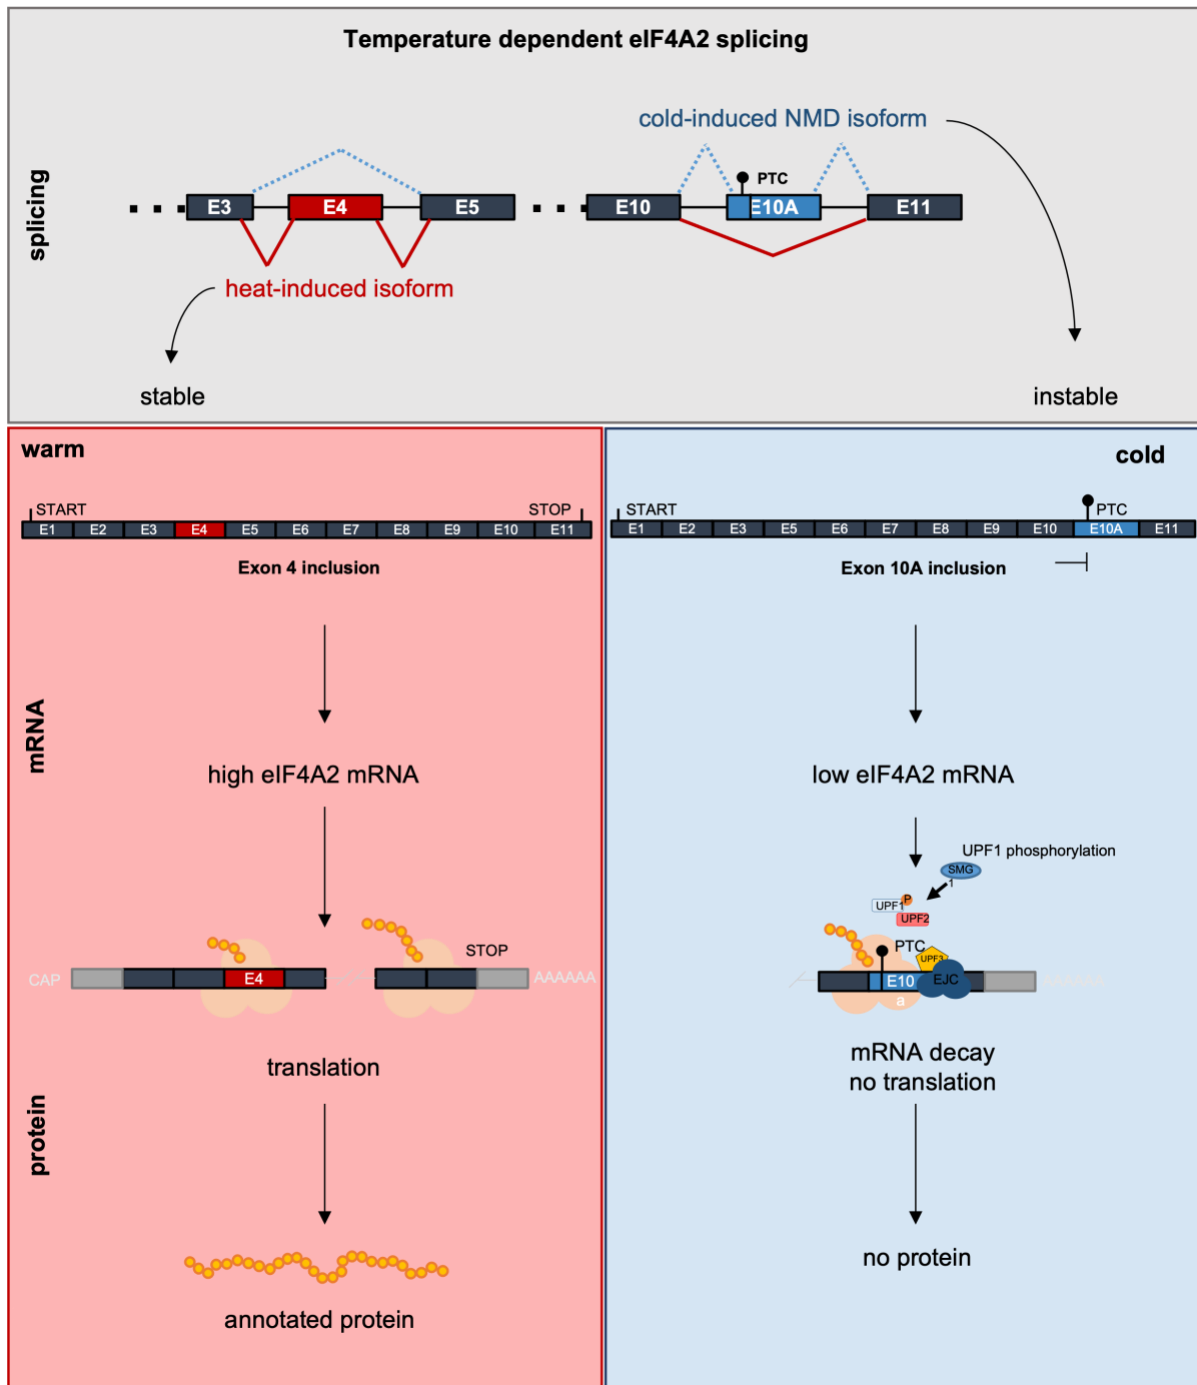 Temperature dependent eIF4A2 splicing
splicing
cold-induced NMD isoform
PTC
E3 E4 E5 E10 E10A E11
heat-induced isoform
stable
instable
warm
START STOP
E1 E2 E3 E4 E5 E6 E7 E8 E9 E10 E11
Exon 4 inclusion
mRNA
high eIF4A2 mRNA
STOP
CAP E4 AAAAAA
translation
protein
annotated protein
cold
START PTC
E1 E2 E3 E5 E6 E7 E8 E9 E10 E10A E11
Exon 10A inclusion
low eIF4A2 mRNA
UPF1 phosphorylation
SMG
1
P
UPF1
UPF2
PTC
UPF3
E10 EJC
a
mRNA decay
no translation
no protein